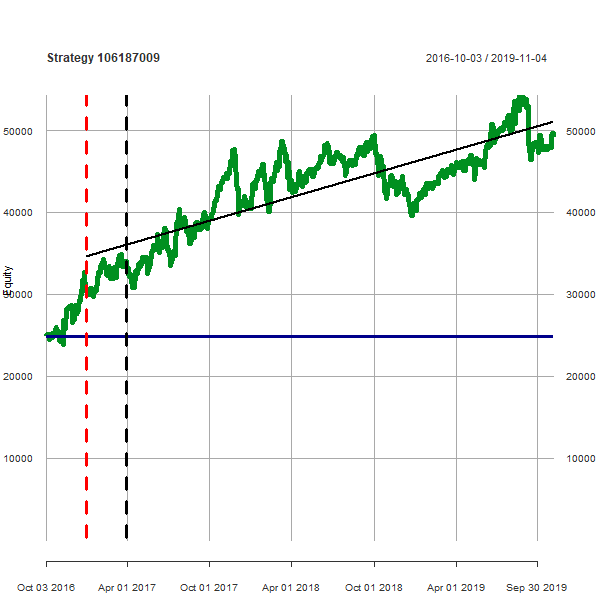 Strategy 106187009 2016-10-03 / 2019-11-04
50000 50000
40000 40000
Equity
30000 30000
20000 20000
10000 10000
Oct 03 2016 Apr 01 2017 Oct 01 2017 Apr 01 2018 Oct 01 2018 Apr 01 2019 Sep 30 2019